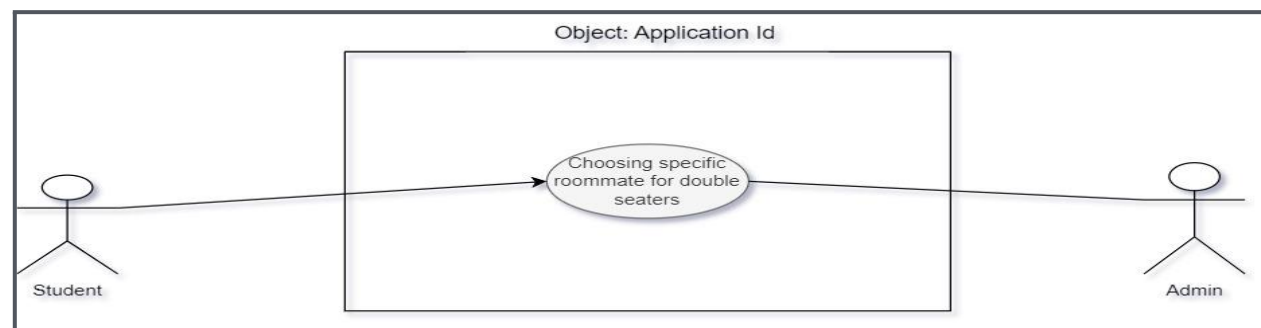 Object: Application Id
Choosing specific
roommate for double
seaters
Student
Admin